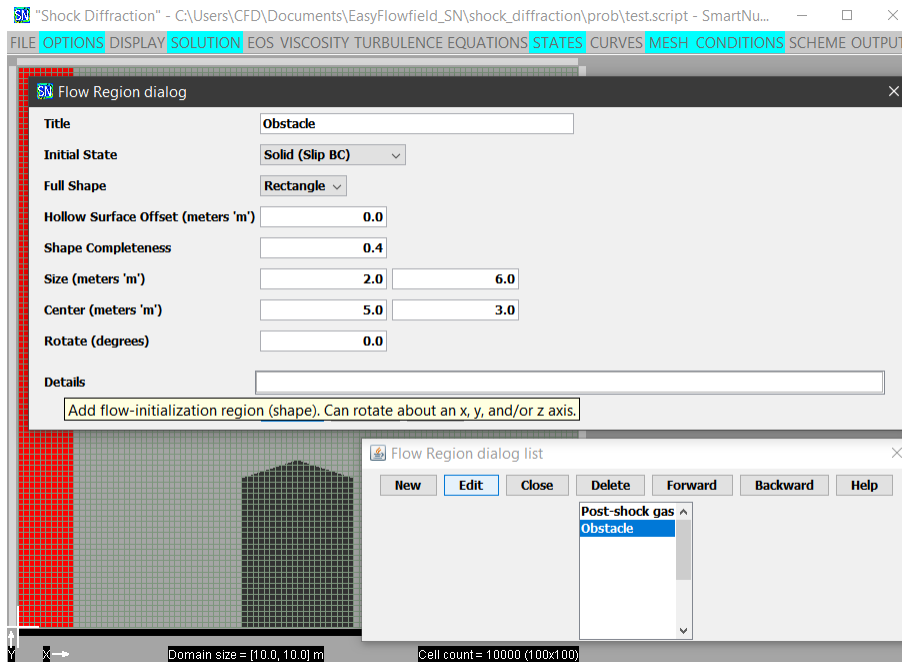 "Shock Diffraction" - C:\Users\CFD\Documents\EasyFlowfield_SN\shock_diffraction\prob\test.script - SmartNu...
FILE OPTIONS DISPLAY SOLUTION EOS VISCOSITY TURBULENCE EQUATIONS STATES CURVES MESH CONDITIONS SCHEME OUTPUT
SN Flow Region dialog
Title Obstacle
Initial State Solid (Slip BC)
Full Shape Rectangle
Hollow Surface Offset (meters 'm') 0.0
Shape Completeness 0.4
Size (meters 'm') 2.0 6.0
Center (meters 'm') 5.0 3.0
Rotate (degrees) 0.0
Details
Add flow-initialization region (shape). Can rotate about an x, y, and/or z axis.
Flow Region dialog list
New Edit Close Delete Forward Backward Help
Post-shock gas
Obstacle
Y X Domain size = [10.0, 10.0] m Cell count = 10000 (100x100)